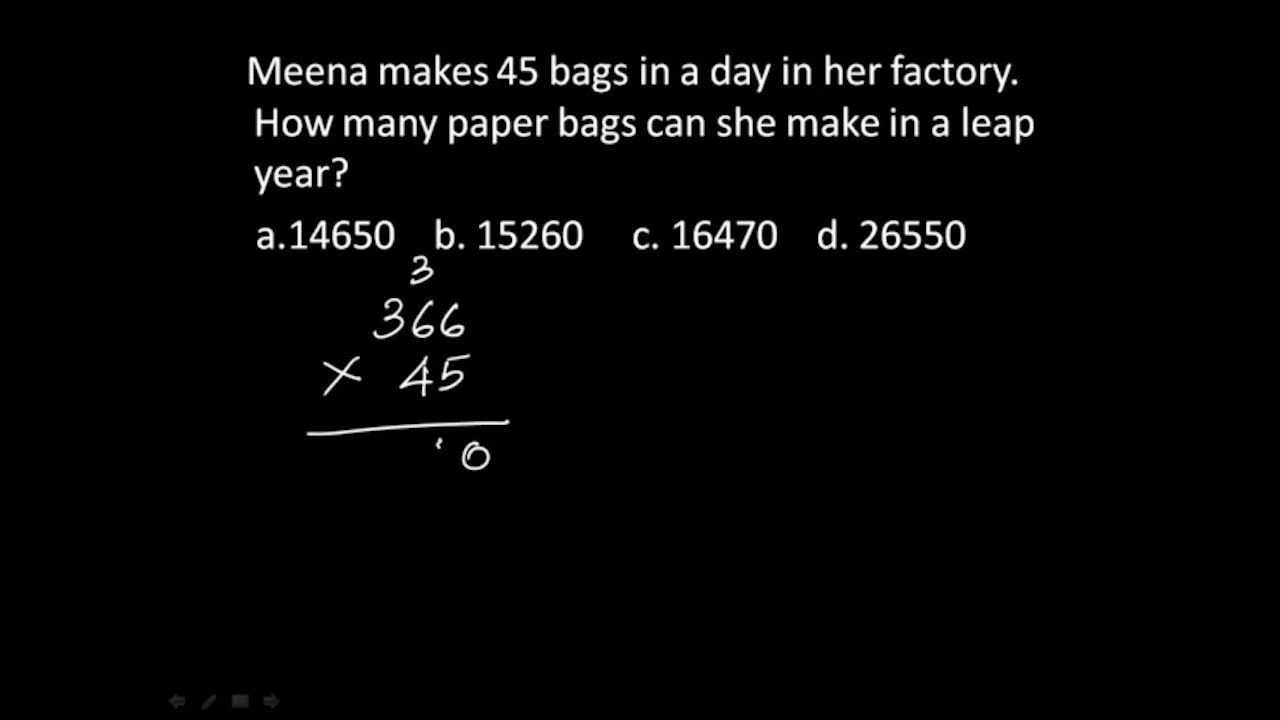 Meena makes 45 bags in a day in her factory.
How many paper bags can she make in a leap
year?
a.14650 b. 15260 c. 16470 d. 26550
3
366
× 45
0